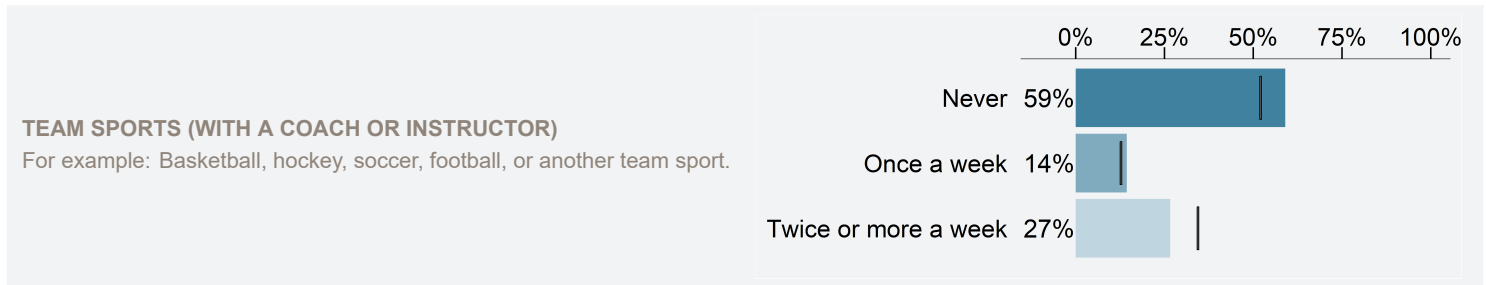 TEAM SPORTS (WITH A COACH OR INSTRUCTOR)
For example: Basketball, hockey, soccer, football, or another team sport.
0% 25% 50% 75% 100%
Never 59%
Once a week 14%
Twice or more a week 27%